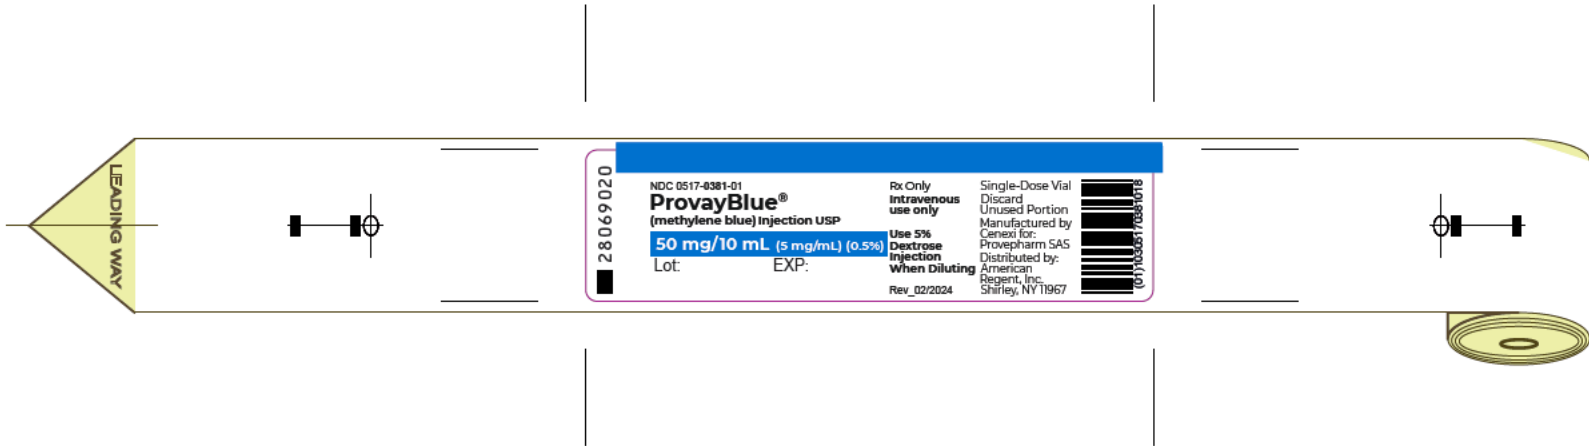 LEADING WAY
28069020
NDC 0517-0381-01
ProvayBlue®
(methylene blue) Injection USP
50 mg/10 mL (5 mg/mL) (0.5%)
Lot: EXP:
Rx Only
Intravenous
use only
Use 5%
Dextrose
Injection
When Diluting
Rev_02/2024
Single-Dose Vial
Discard
Unused Portion
Manufactured by
Cenexi for:
Provepharm SAS
Distributed by:
American
Regent, Inc.
Shirley, NY 11967
(01)10305170381018